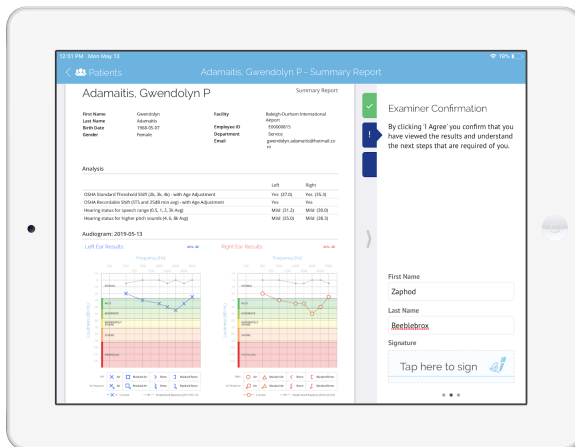 12:51 PM Mon May 13
19%
Patients
Adamaitis, Gwendolyn P - Summary Report
Adamaitis, Gwendolyn P
Summary Report
First Name Gwendolyn
Last Name Adamaitis
Birth Date 1968-05-07
Gender Female
Facility Raleigh-Durham International Airport
Employee ID E00000815
Department Service
Email gwendolyn.adamaitis@hotmail.com
Analysis
Left Right
OSHA Standard Threshold Shift (2k, 3k, 4k) - with Age Adjustment Yes (37.0) Yes (35.3)
OSHA Recordable Shift (STS and 25dB min avg) - with Age Adjustment Yes Yes
Hearing status for speech range (0.5, 1, 2, 3k Avg) Mild (31.2) Mild (30.0)
Hearing status for higher pitch sounds (4, 6, 8k Avg) Mild (35.0) Mild (38.3)
Audiogram: 2019-05-13
Left Ear Results
Right Ear Results
Frequency (Hz)
Frequency (Hz)
Examiner Confirmation
By clicking 'I Agree' you confirm that you
have viewed the results and understand
the next steps that are required of you.
First Name
Zaphod
Last Name
Beeblebrox
Signature
Tap here to sign